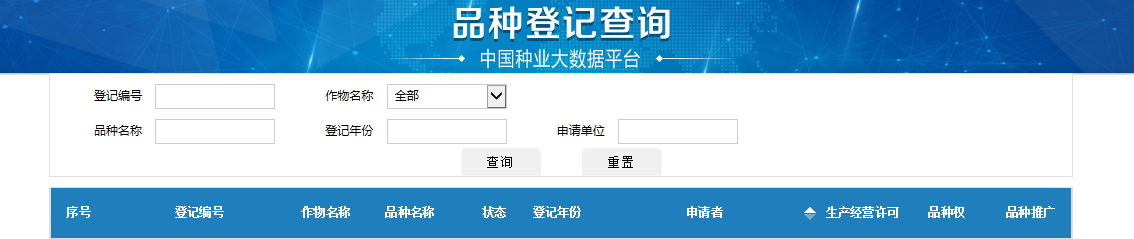 品种登记查询
中国种业大数据平台
登记编号 作物名称 全部
品种名称 登记年份 申请单位
查询 重置
序号 登记编号 作物名称 品种名称 状态 登记年份 申请者 生产经营许可 品种权 品种推广